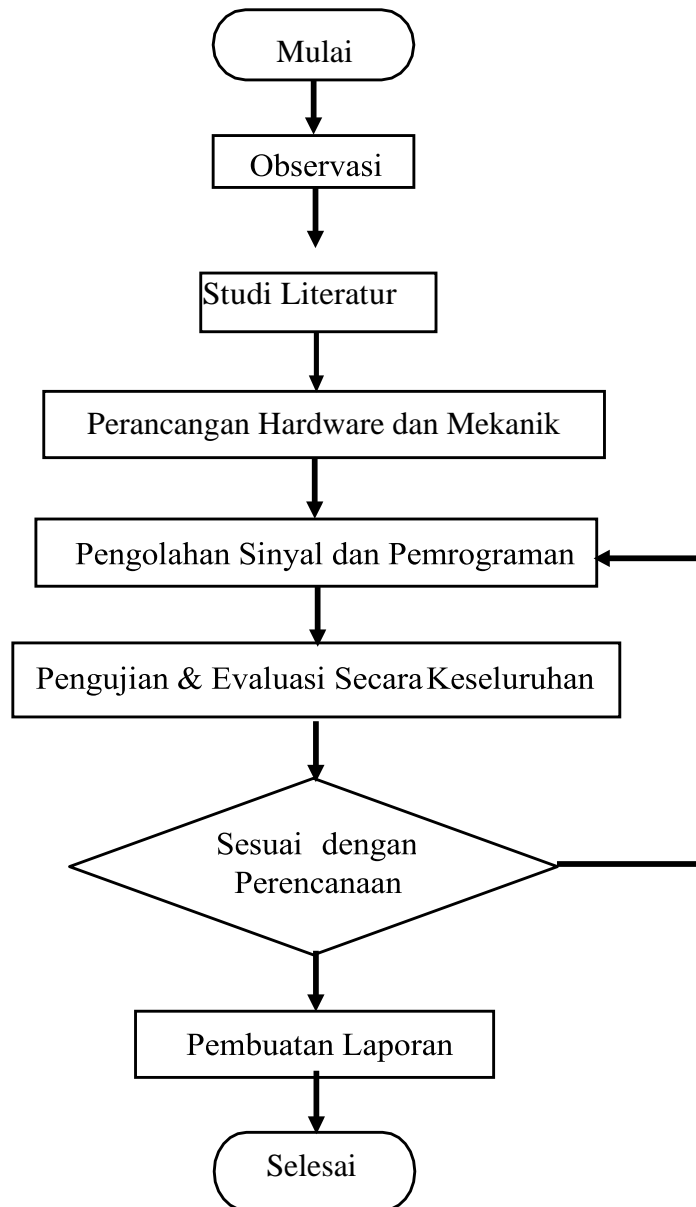 Mulai
Observasi
Studi Literatur
Perancangan Hardware dan Mekanik
Pengolahan Sinyal dan Pemrograman
Pengujian & Evaluasi Secara Keseluruhan
Sesuai dengan
Perencanaan
Pembuatan Laporan
Selesai